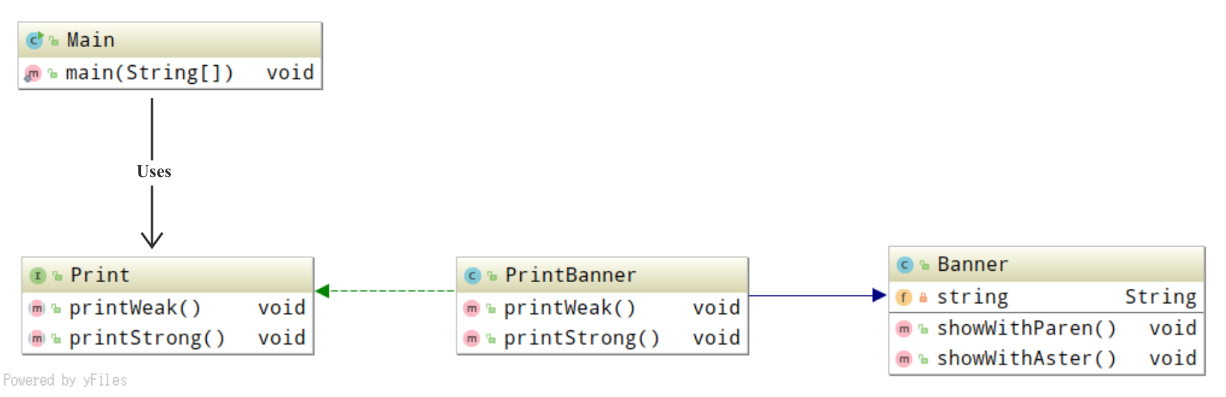 Main
main(String[]) void
Uses
Print
printWeak() void
printStrong() void
PrintBanner
printWeak() void
printStrong() void
Banner
string String
showWithParen() void
showWithAster() void
Powered by yFiles